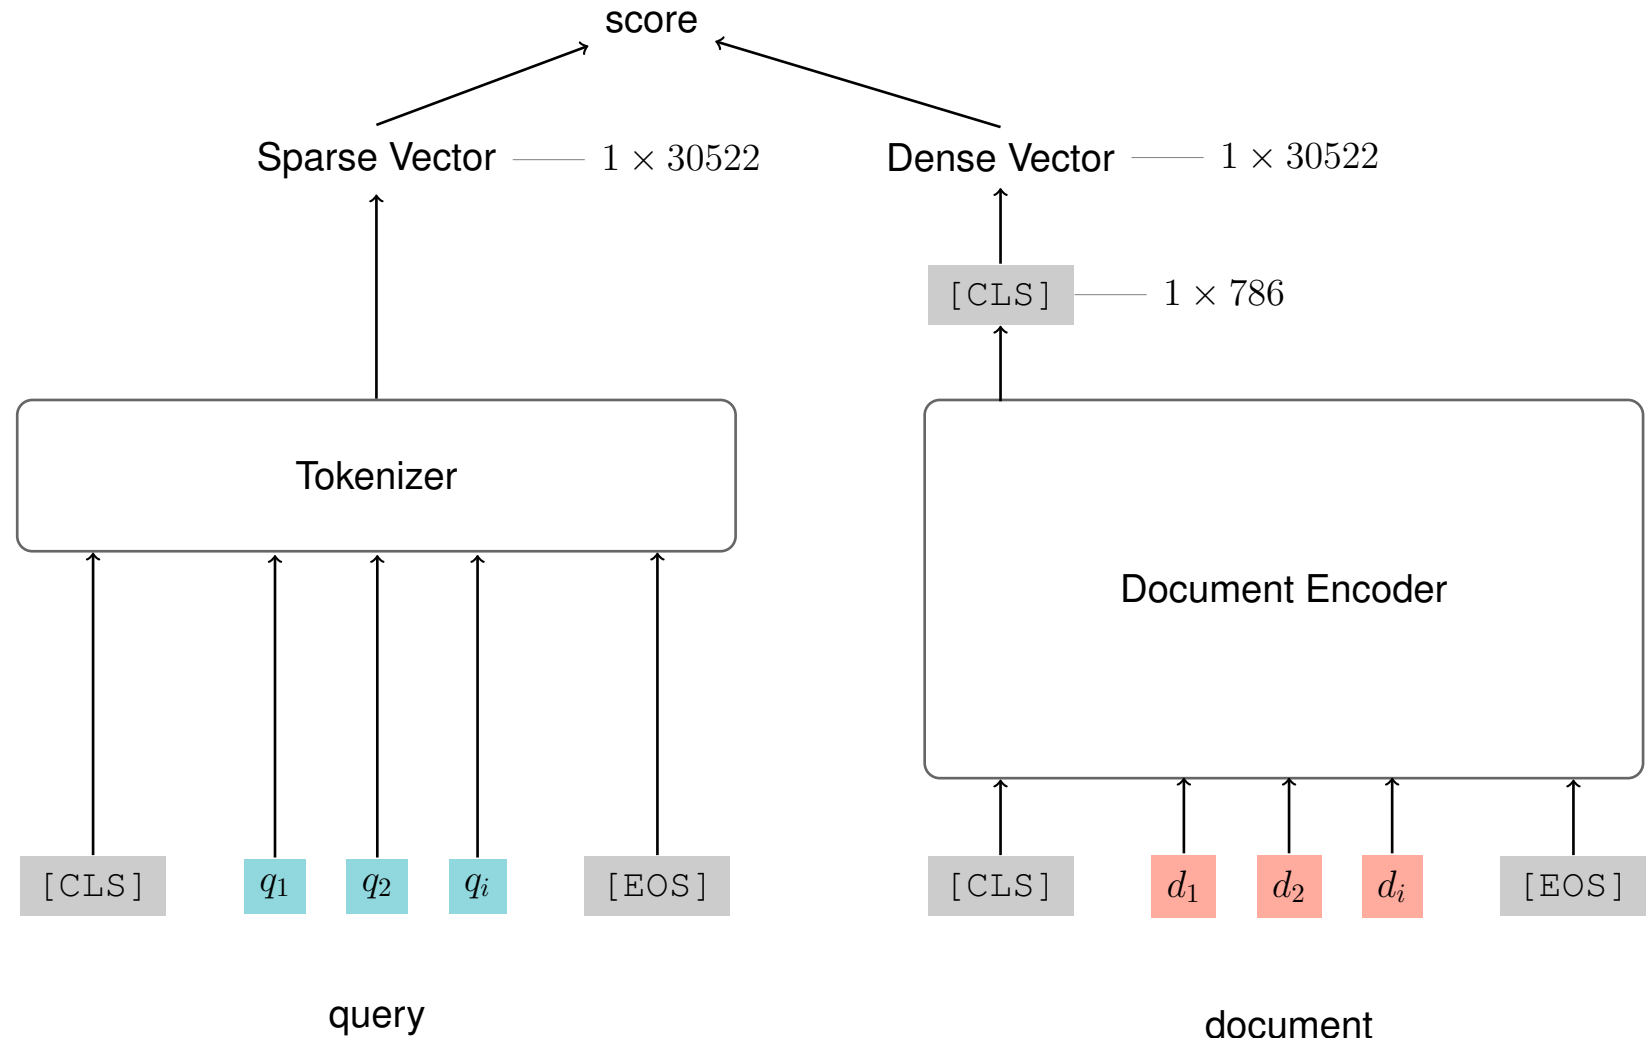 score
Sparse Vector 1 × 30522 Dense Vector 1 × 30522
[CLS] 1 × 786
Tokenizer
Document Encoder
[CLS] q₁ q₂ qᵢ [EOS] [CLS] d₁ d₂ dᵢ [EOS]
query document